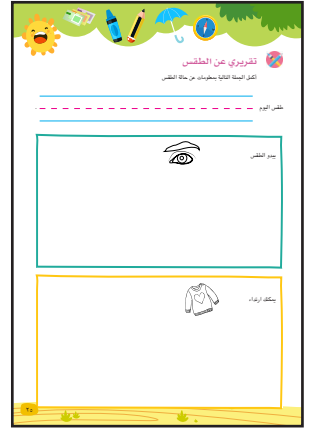 تقريري عن الطقس
أكمل الجملة التالية بمعلومات عن حالة الطقس
طقس اليوم
يبدو الطقس
يمكنك ارتداء
٢٥